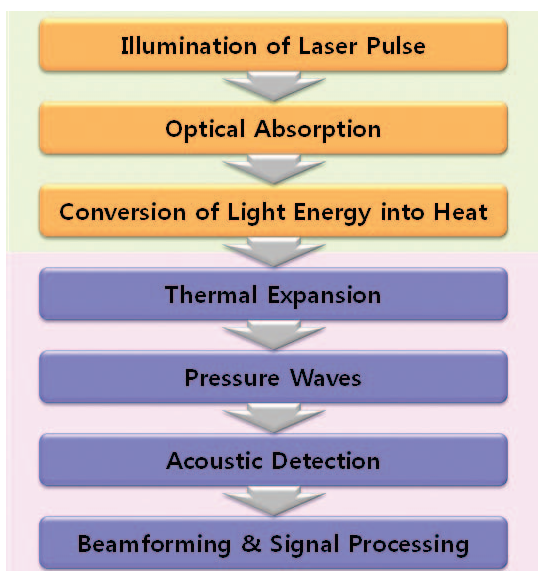 Illumination of Laser Pulse
Optical Absorption
Conversion of Light Energy into Heat
Thermal Expansion
Pressure Waves
Acoustic Detection
Beamforming & Signal Processing